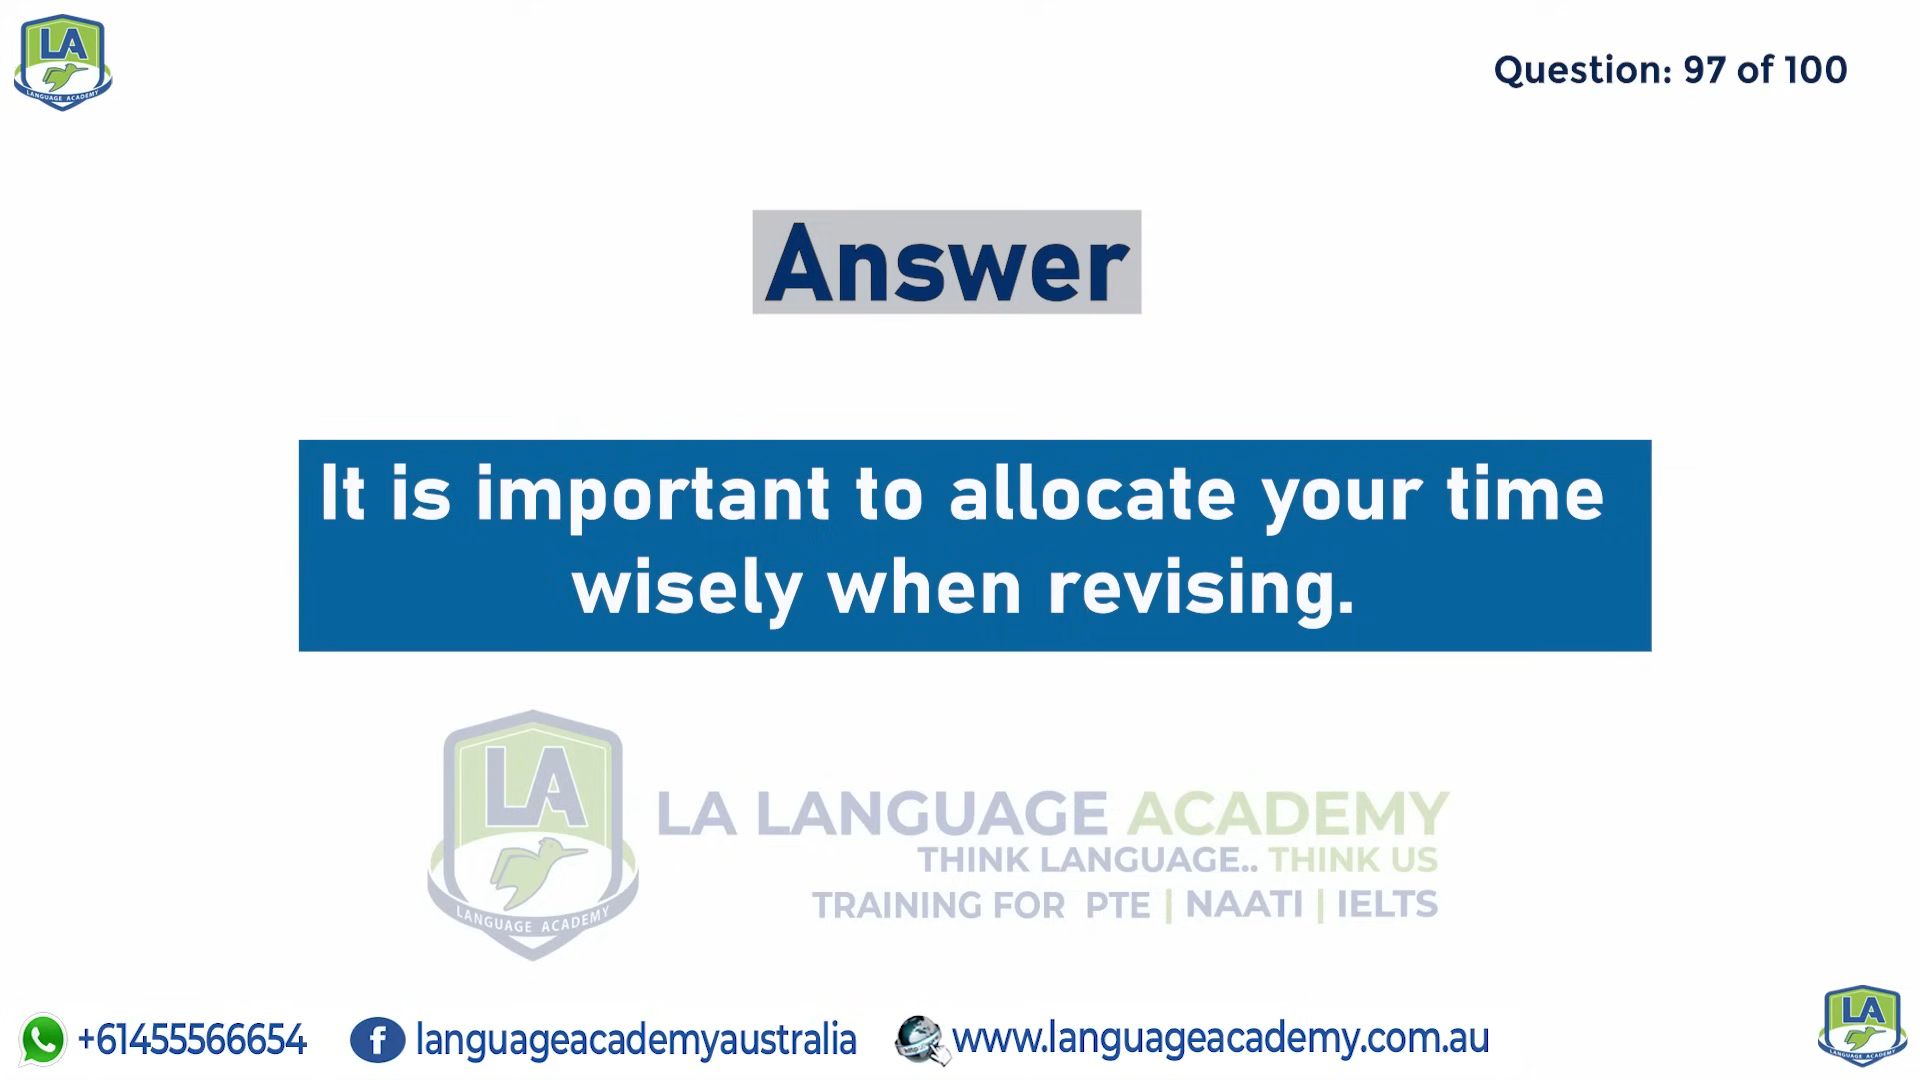 LA
LANGUAGE ACADEMY
Question: 97 of 100
Answer
It is important to allocate your time
wisely when revising.
LA
LANGUAGE ACADEMY
LA LANGUAGE ACADEMY
THINK LANGUAGE.. THINK US
TRAINING FOR PTE | NAATI | IELTS
+61455566654
f languageacademyaustralia
www.languageacademy.com.au
LA
LANGUAGE ACADEMY